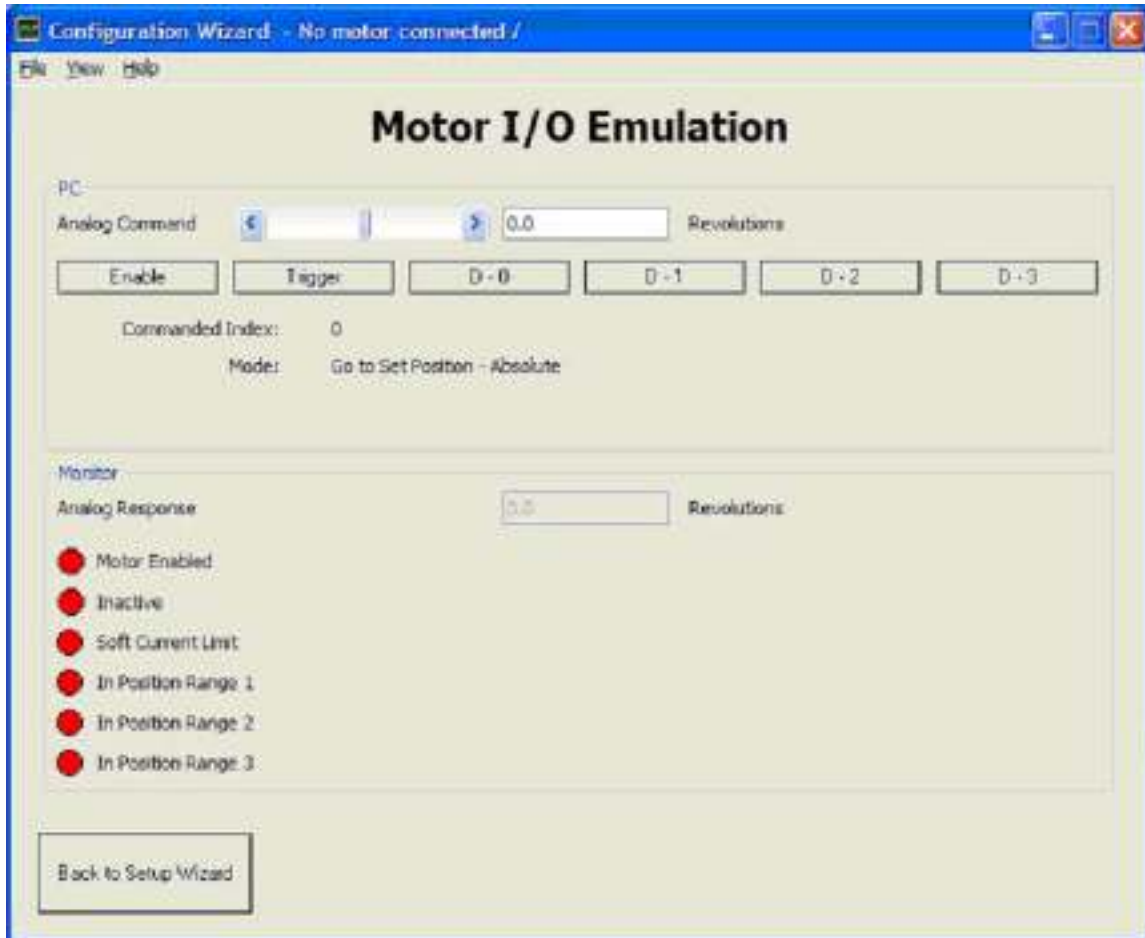 Configuration Wizard - No motor connected /
File View Help
Motor I/O Emulation
PC
Analog Command 0.0 Revolutions
Enable Trigger D - 0 D - 1 D - 2 D - 3
Commanded Index: 0
Mode: Go to Set Position - Absolute
Monitor
Analog Response 0.0 Revolutions
Motor Enabled
Inactive
Soft Current Limit
In Position Range 1
In Position Range 2
In Position Range 3
Back to Setup Wizard